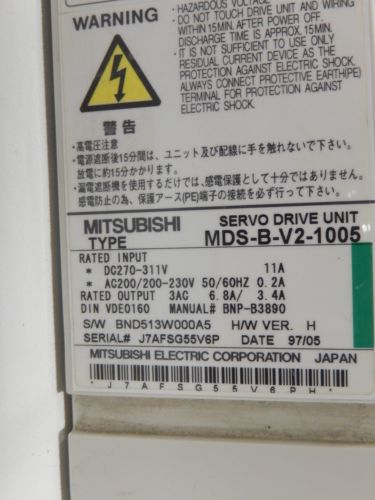 WARNING
・HAZARDOUS VOLTAGE.
・DO NOT TOUCH DRIVE UNIT AND WIRING
WITHIN 15MIN. AFTER POWER OFF.
DISCHARGE TIME IS APPROX. 15MIN.
・IT IS NOT SUFFICIENT TO USE ONLY
RESIDUAL CURRENT DEVICE AS AN
PROTECTION AGAINST ELECTRIC SHOCK.
ALWAYS CONNECT PROTECTIVE EARTH(PE)
TERMINAL FOR PROTECTION AGAINST
ELECTRIC SHOCK.
警告
・高電圧注意
・電源遮断後15分間は、ユニット及び配線に手を触れないで下さい。
放電に約15分かかります。
・漏電遮断機を使用するだけでは、感電保護として十分ではありません。
感電防止の為、保護アース(PE)端子の接続を必ず行って下さい。
MITSUBISHI SERVO DRIVE UNIT
TYPE MDS-B-V2-1005
RATED INPUT
* DC270-311V 11A
* AC200/200-230V 50/60HZ 0.2A
RATED OUTPUT 3AC 6.8A/ 3.4A
DIN VDE0160 MANUAL# BNP-B3890
S/W BND513W000A5 H/W VER. H
SERIAL# J7AFSG55V6P DATE 97/05
MITSUBISHI ELECTRIC CORPORATION JAPAN
* J 7 A F S G 5 5 V 6 P H *